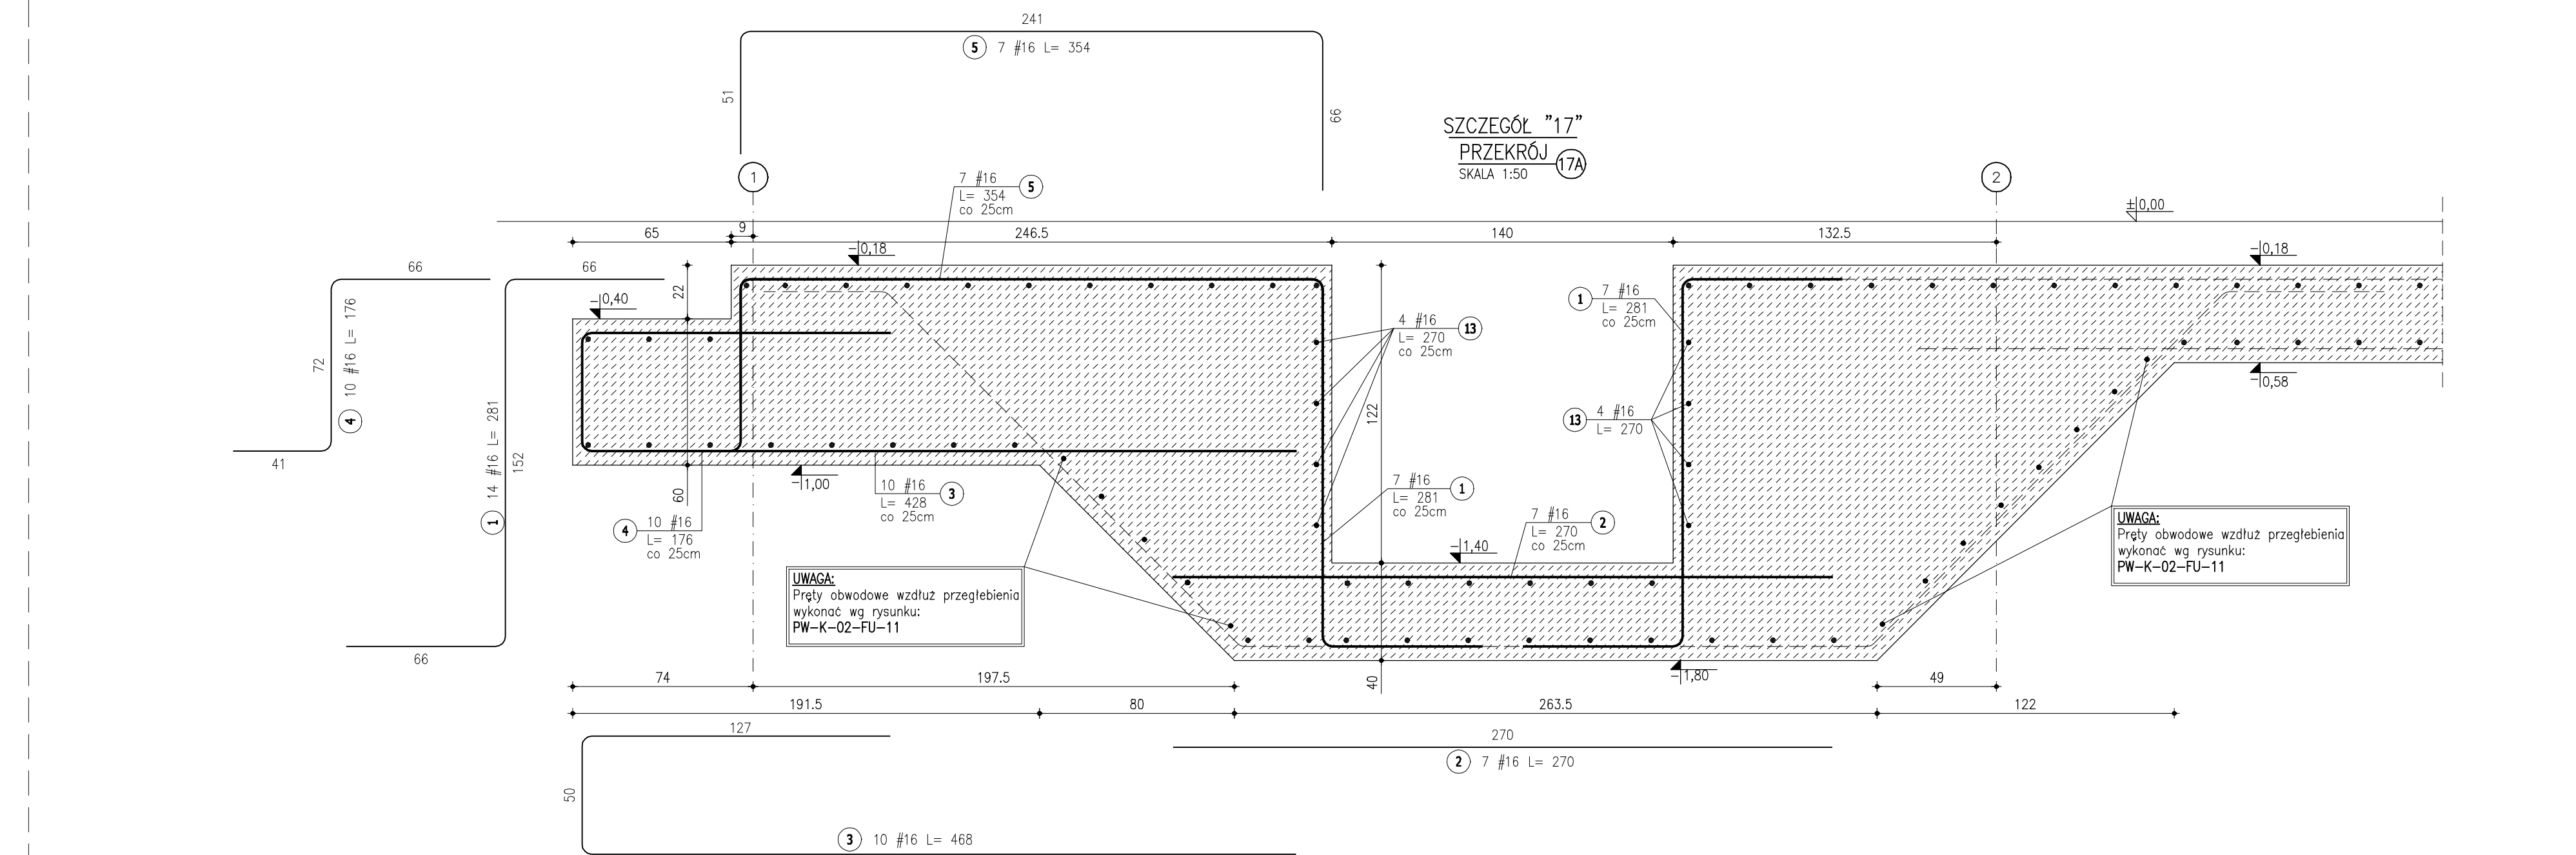 241
5 7 #16 L= 354
51
66
SZCZEGÓŁ "17"
PRZEKRÓJ 17A
SKALA 1:50
1
2
7 #16 5
L= 354
co 25cm
±0,00
65
9
246.5
140
132.5
-0,18
-0,18
66
66
22
-0,40
72
4 10 #16 L= 176
41
1 14 #16 L= 281
152
66
1 7 #16
L= 281
co 25cm
4 #16 13
L= 270
co 25cm
122
13 4 #16
L= 270
-0,58
60
-1,00
10 #16 3
L= 428
co 25cm
7 #16 1
L= 281
co 25cm
4 10 #16
L= 176
co 25cm
7 #16 2
L= 270
co 25cm
-1,40
UWAGA:
Pręty obwodowe wzdłuż przegłebienia
wykonać wg rysunku:
PW-K-02-FU-11
UWAGA:
Pręty obwodowe wzdłuż przegłebienia
wykonać wg rysunku:
PW-K-02-FU-11
40
-1,80
74
197.5
49
191.5
80
263.5
122
127
270
2 7 #16 L= 270
50
3 10 #16 L= 468